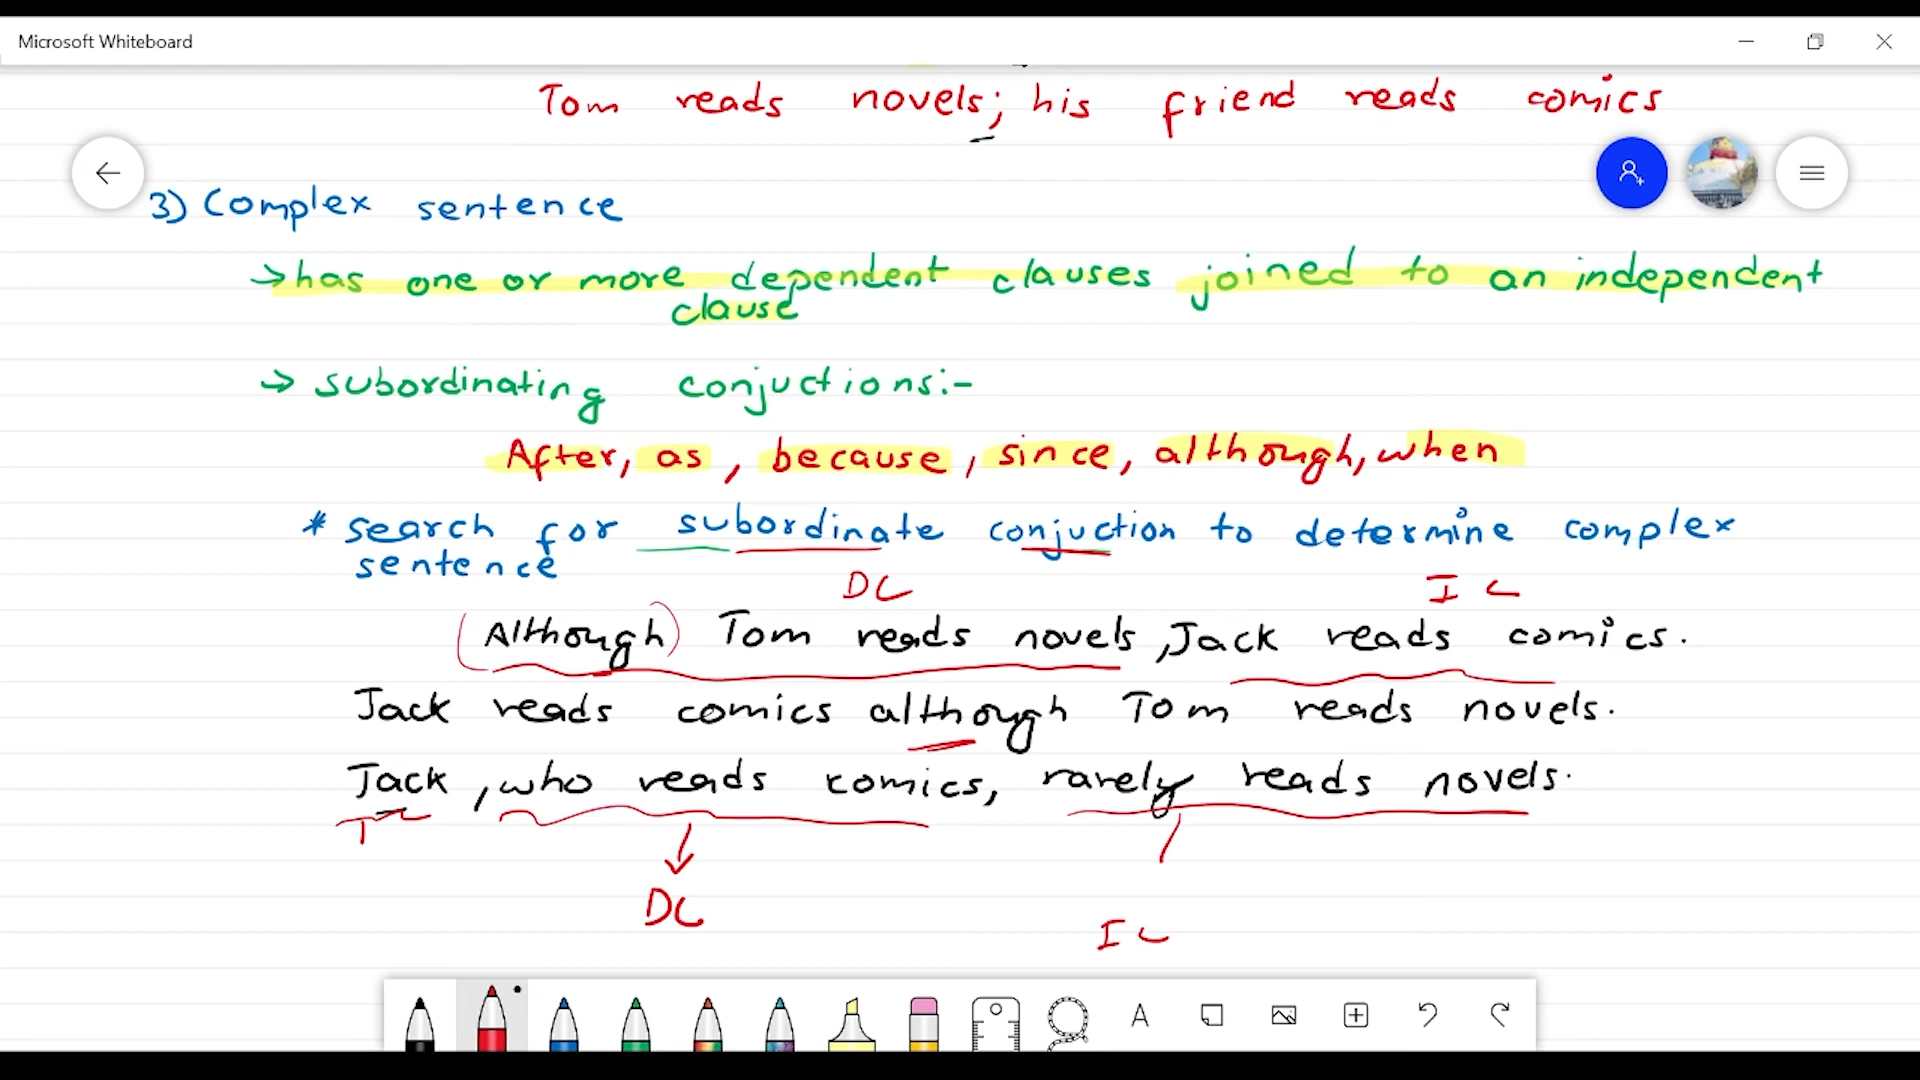 Microsoft Whiteboard
Tom reads novels; his friend reads comics
3) Complex sentence
→ has one or more dependent clauses joined to an independent
clause
→ subordinating conjuctions:-
After, as, because, since, although, when
* search for subordinate conjuction to determine complex
sentence
DC IC
(Although) Tom reads novels, Jack reads comics.
Jack reads comics although Tom reads novels.
Jack, who reads comics, rarely reads novels.
DC
IC
A